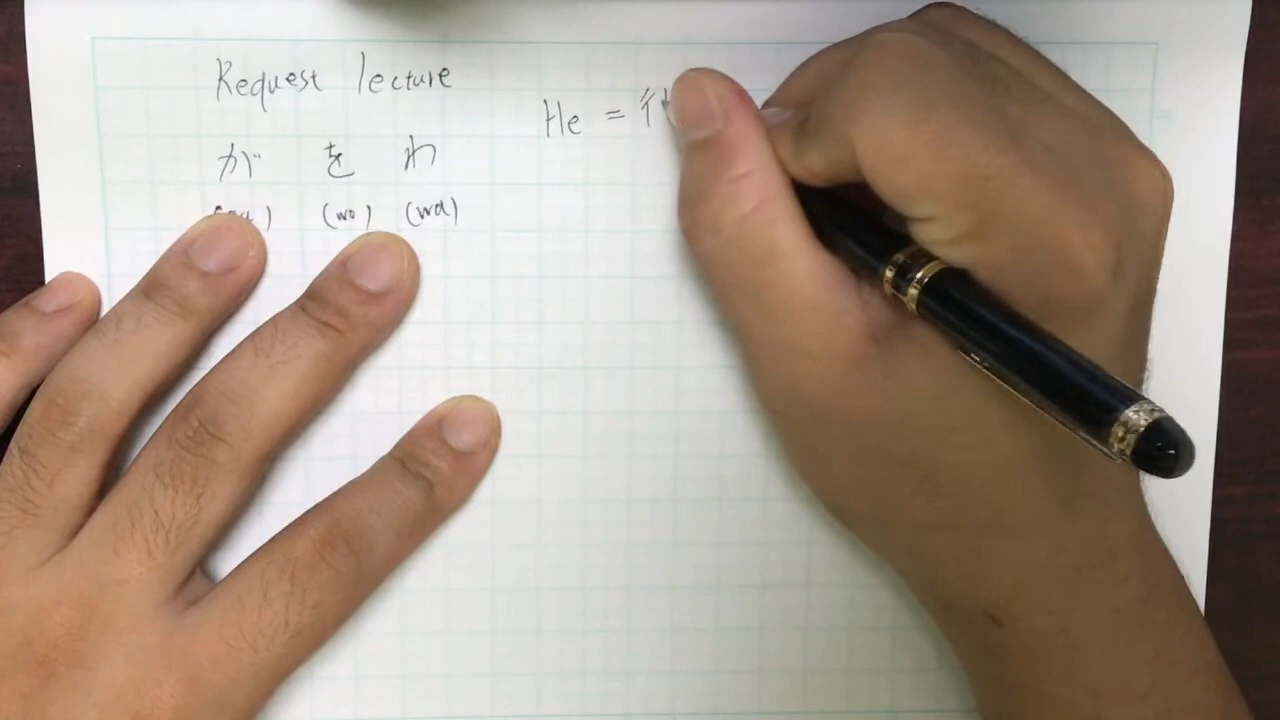 Request lecture
He =
が を わ
(wo) (wa)